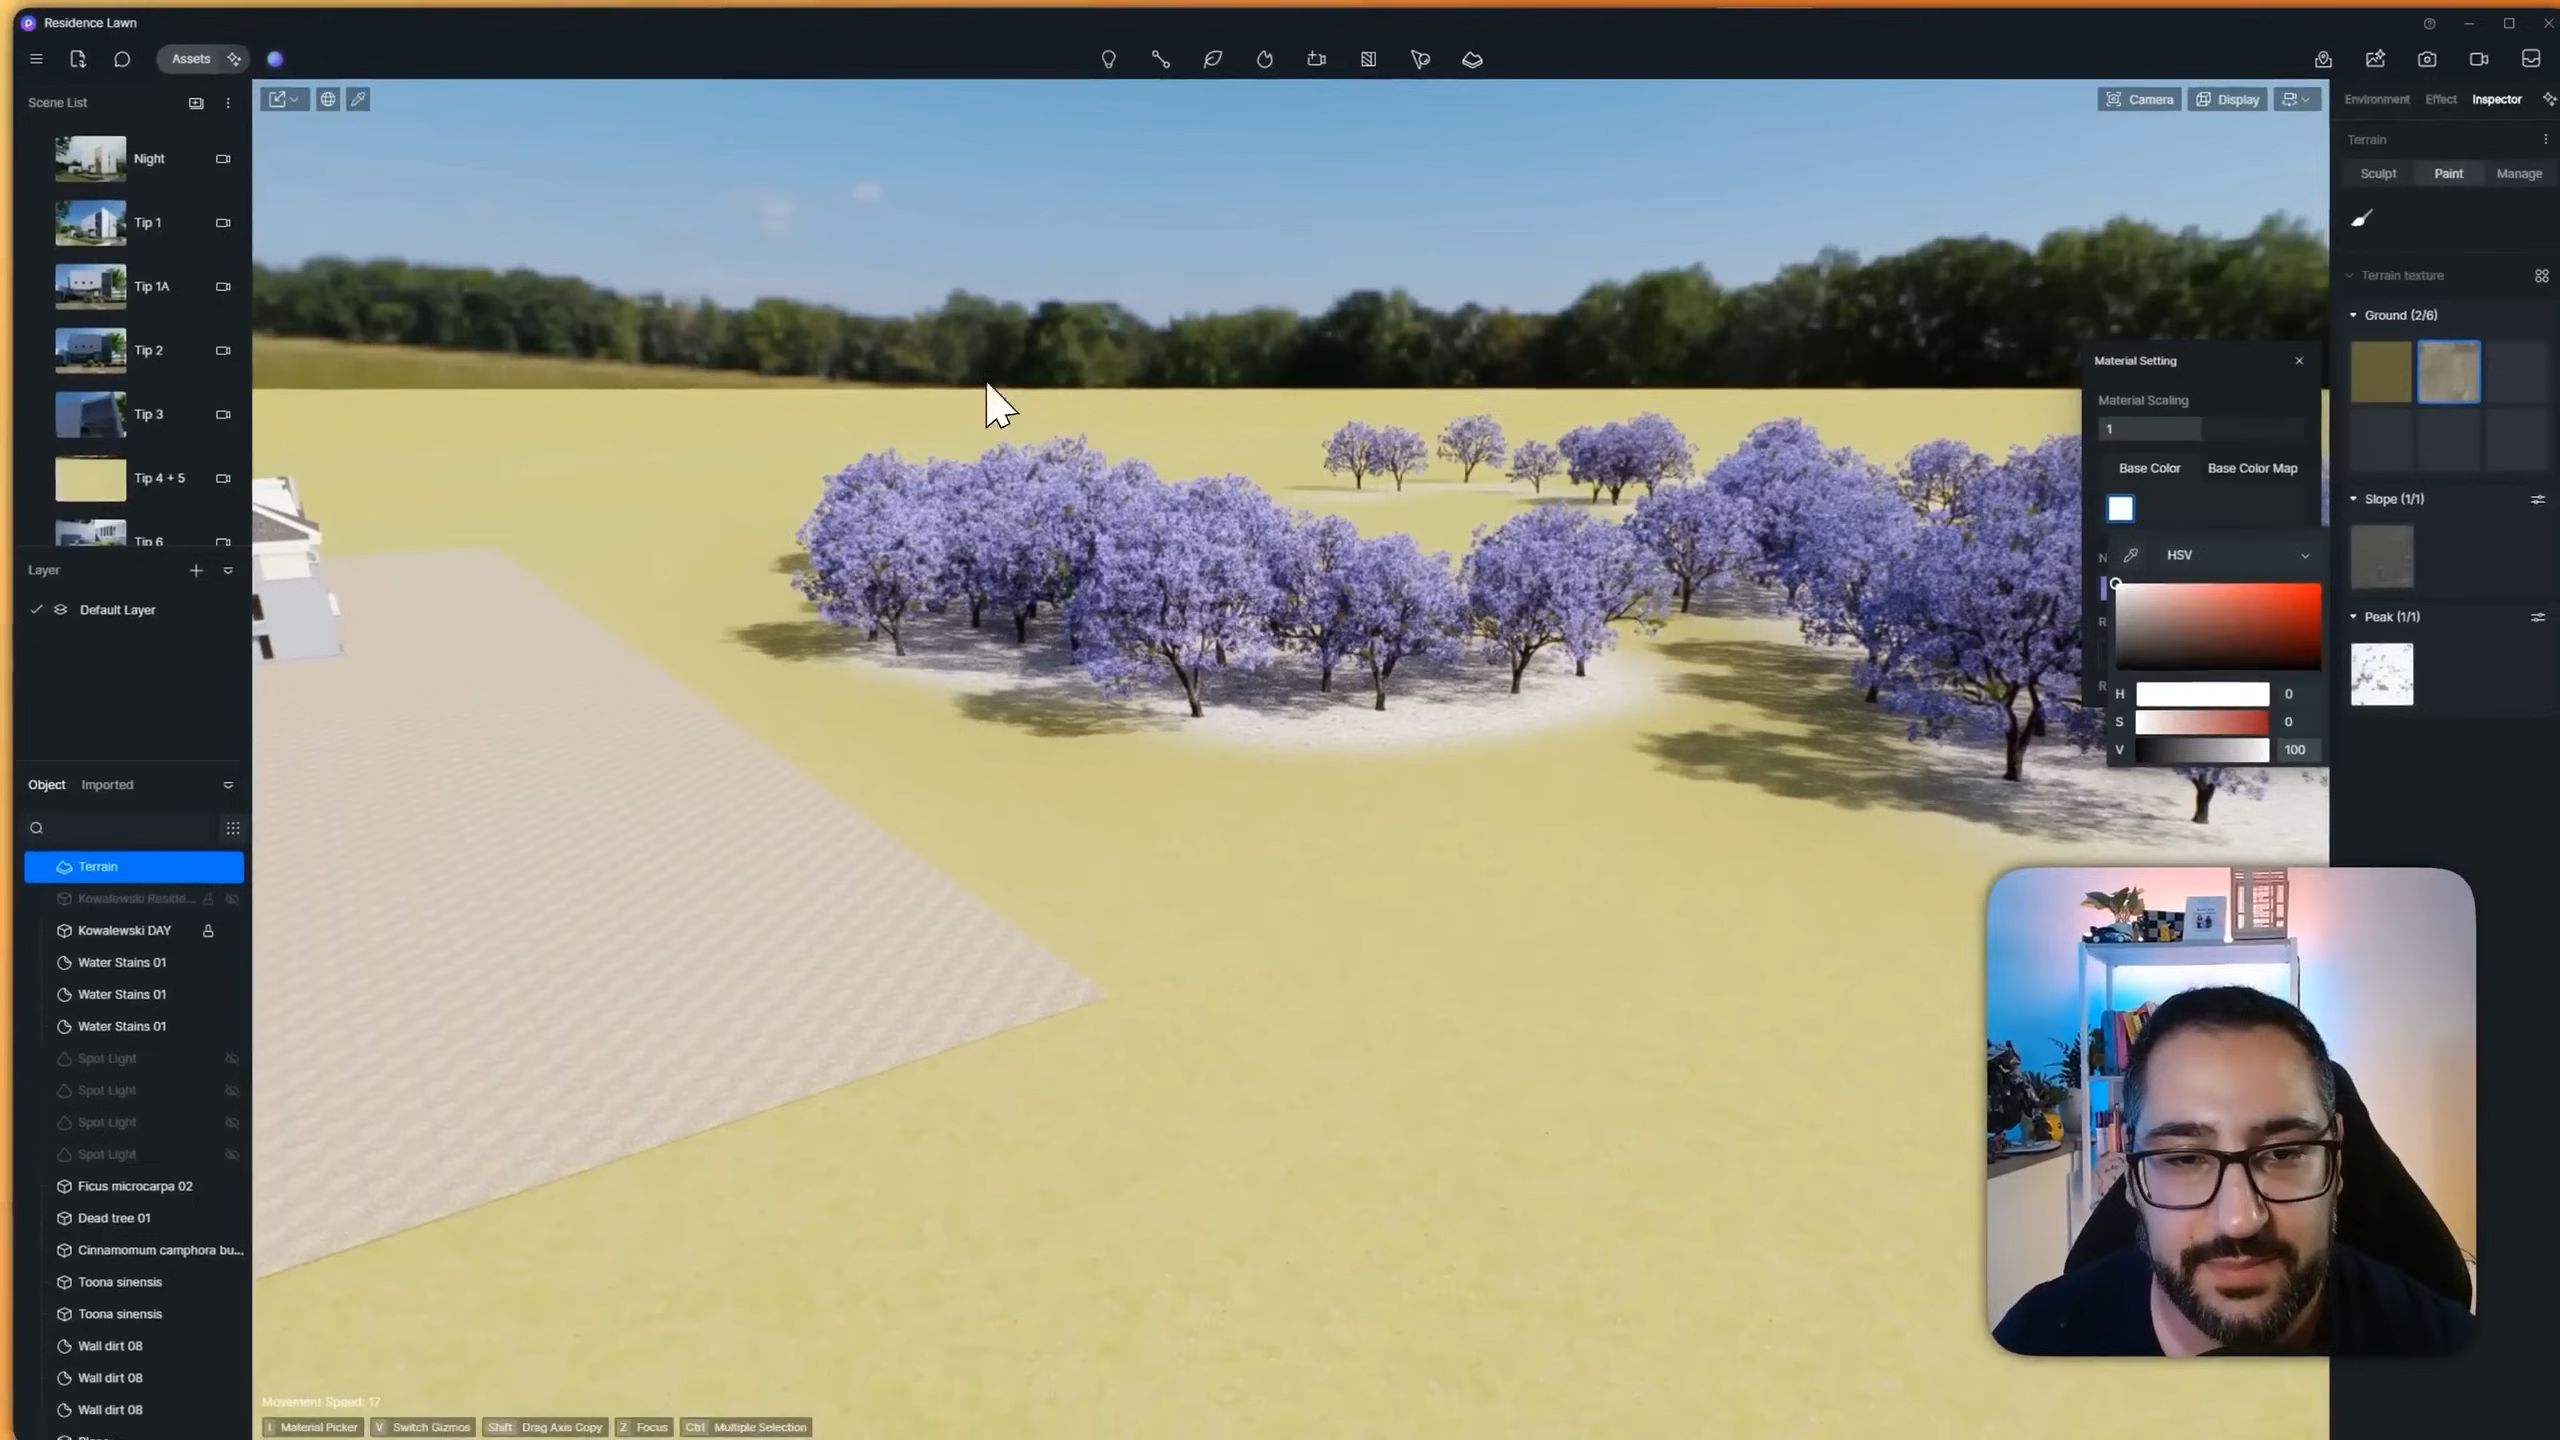 Residence Lawn
Assets
Scene List
Night
Tip 1
Tip 1A
Tip 2
Tip 3
Tip 4 + 5
Tip 6
Layer
Default Layer
Object Imported
Terrain
Kowalewski Reside...
Kowalewski DAY
Water Stains 01
Water Stains 01
Water Stains 01
Spot Light
Spot Light
Spot Light
Spot Light
Ficus microcarpa 02
Dead tree 01
Cinnamomum camphora bu...
Toona sinensis
Toona sinensis
Wall dirt 08
Wall dirt 08
Wall dirt 08
Camera Display
Movement Speed: 17
I Material Picker V Switch Gizmos Shift Drag Axis Copy Z Focus Ctrl Multiple Selection
Material Setting
Material Scaling
1
Base Color Base Color Map
N
HSV
R
R
H 0
S 0
V 100
Environment Effect Inspector
Terrain
Sculpt Paint Manage
Terrain texture
Ground (2/6)
Slope (1/1)
Peak (1/1)